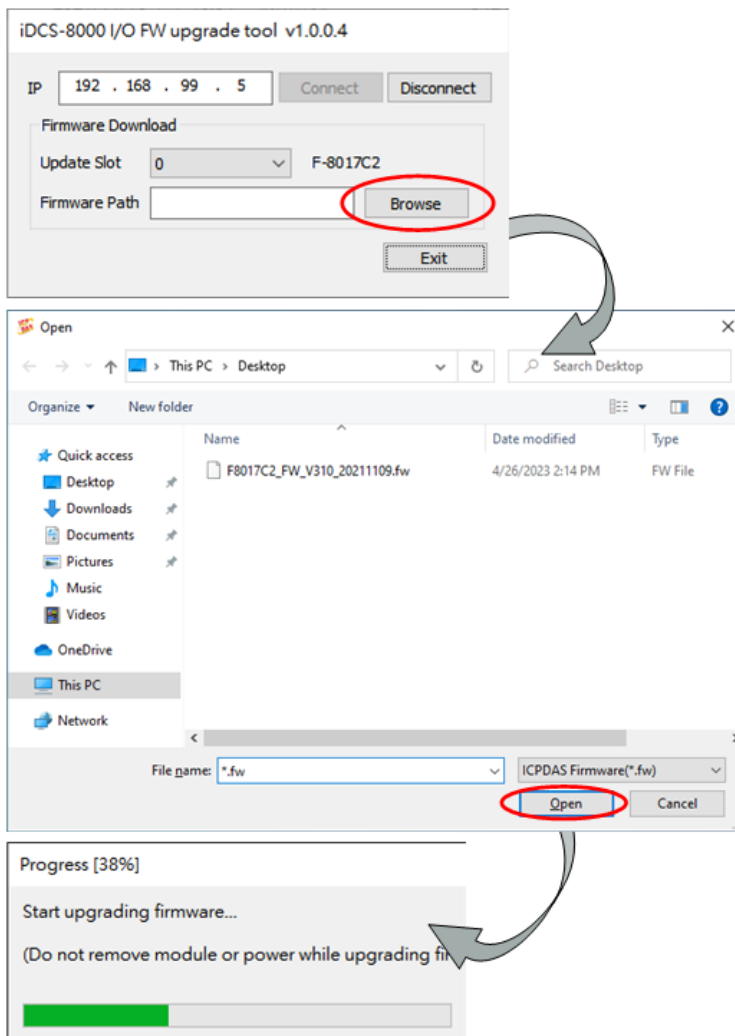 iDCS-8000 I/O FW upgrade tool v1.0.0.4
IP 192 . 168 . 99 . 5 Connect Disconnect
Firmware Download
Update Slot 0 F-8017C2
Firmware Path Browse
Exit
Open
This PC > Desktop Search Desktop
Organize New folder
Name Date modified Type
Quick access
F8017C2_FW_V310_20211109.fw 4/26/2023 2:14 PM FW File
Desktop
Downloads
Documents
Pictures
Music
Videos
OneDrive
This PC
Network
File name: *.fw ICPDAS Firmware(*.fw)
Open Cancel
Progress [38%]
Start upgrading firmware...
(Do not remove module or power while upgrading